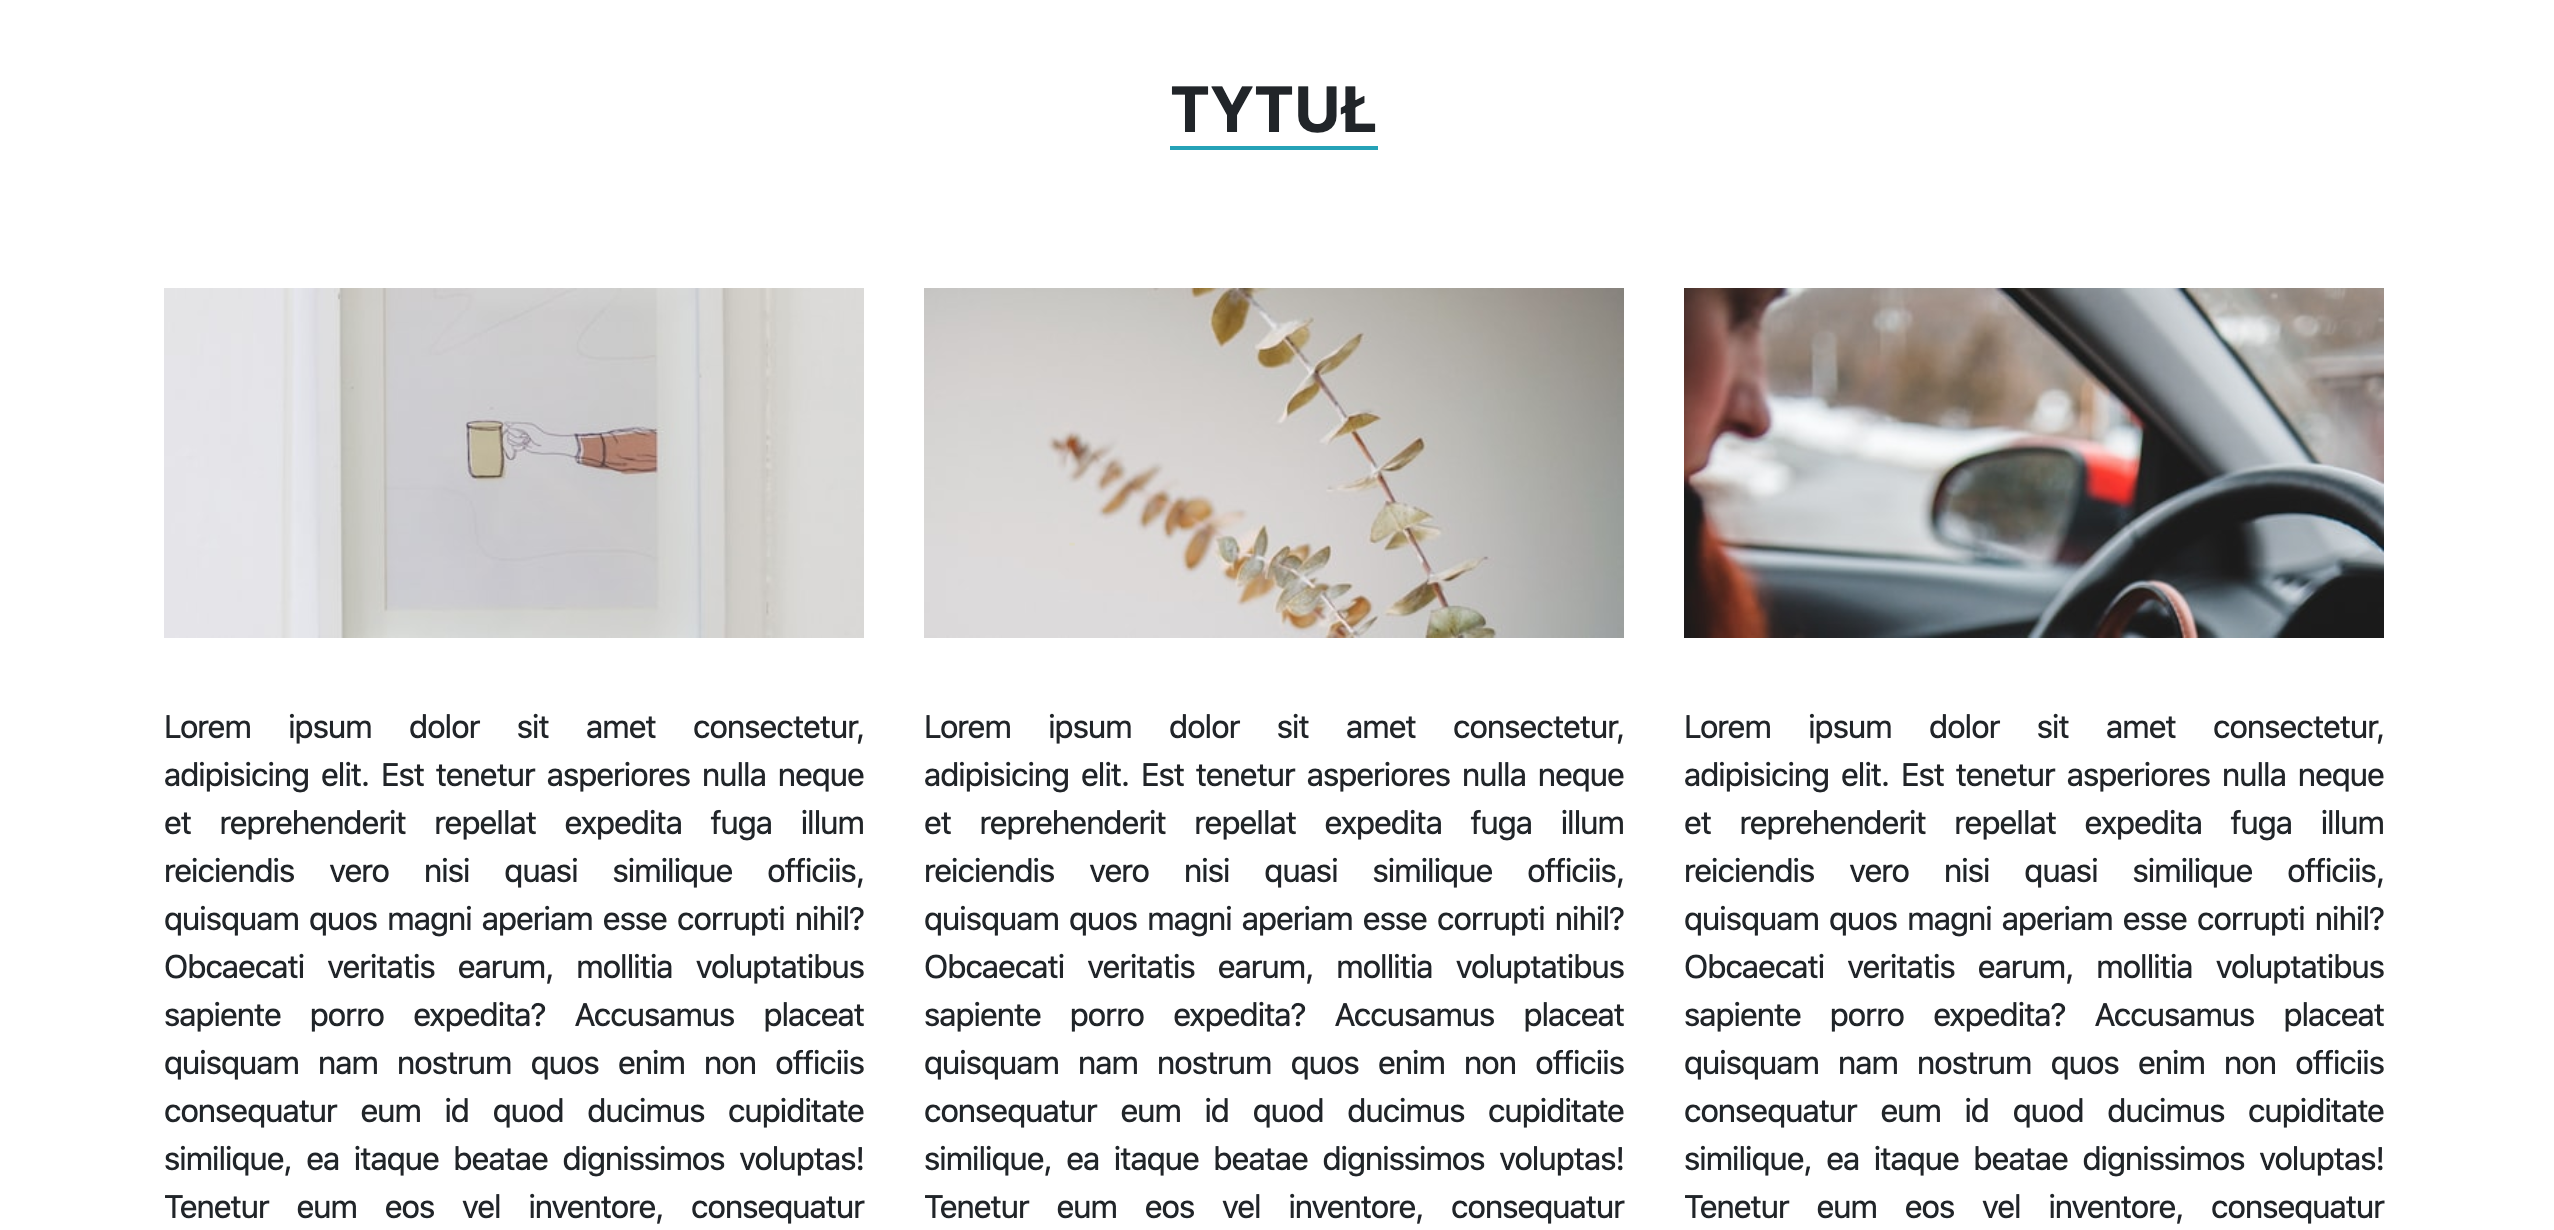 TYTUŁ
Lorem ipsum dolor sit amet consectetur,
adipisicing elit. Est tenetur asperiores nulla neque
et reprehenderit repellat expedita fuga illum
reiciendis vero nisi quasi similique officiis,
quisquam quos magni aperiam esse corrupti nihil?
Obcaecati veritatis earum, mollitia voluptatibus
sapiente porro expedita? Accusamus placeat
quisquam nam nostrum quos enim non officiis
consequatur eum id quod ducimus cupiditate
similique, ea itaque beatae dignissimos voluptas!
Tenetur eum eos vel inventore, consequatur
Lorem ipsum dolor sit amet consectetur,
adipisicing elit. Est tenetur asperiores nulla neque
et reprehenderit repellat expedita fuga illum
reiciendis vero nisi quasi similique officiis,
quisquam quos magni aperiam esse corrupti nihil?
Obcaecati veritatis earum, mollitia voluptatibus
sapiente porro expedita? Accusamus placeat
quisquam nam nostrum quos enim non officiis
consequatur eum id quod ducimus cupiditate
similique, ea itaque beatae dignissimos voluptas!
Tenetur eum eos vel inventore, consequatur
Lorem ipsum dolor sit amet consectetur,
adipisicing elit. Est tenetur asperiores nulla neque
et reprehenderit repellat expedita fuga illum
reiciendis vero nisi quasi similique officiis,
quisquam quos magni aperiam esse corrupti nihil?
Obcaecati veritatis earum, mollitia voluptatibus
sapiente porro expedita? Accusamus placeat
quisquam nam nostrum quos enim non officiis
consequatur eum id quod ducimus cupiditate
similique, ea itaque beatae dignissimos voluptas!
Tenetur eum eos vel inventore, consequatur